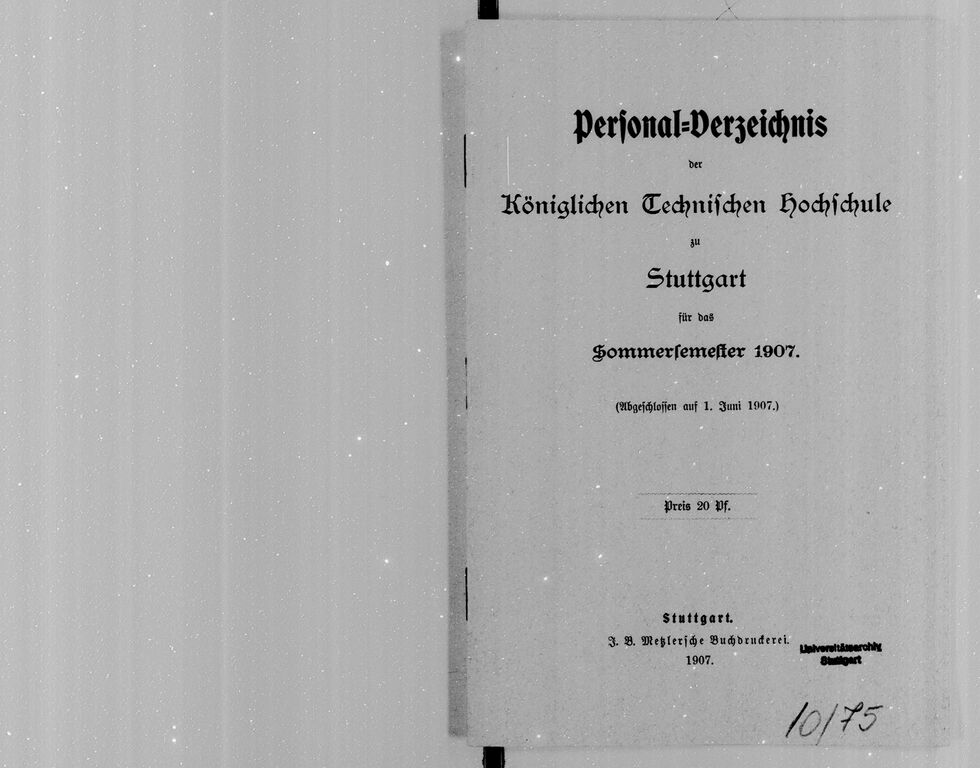 Personal-Verzeichnis
der
Königlichen Technischen Hochschule
zu
Stuttgart
für das
Sommersemester 1907.
(Abgeschlossen auf 1. Juni 1907.)
Preis 20 Pf.
Stuttgart.
J. B. Metzlersche Buchdruckerei.
1907.
Universitätsarchiv
Stuttgart
10/75